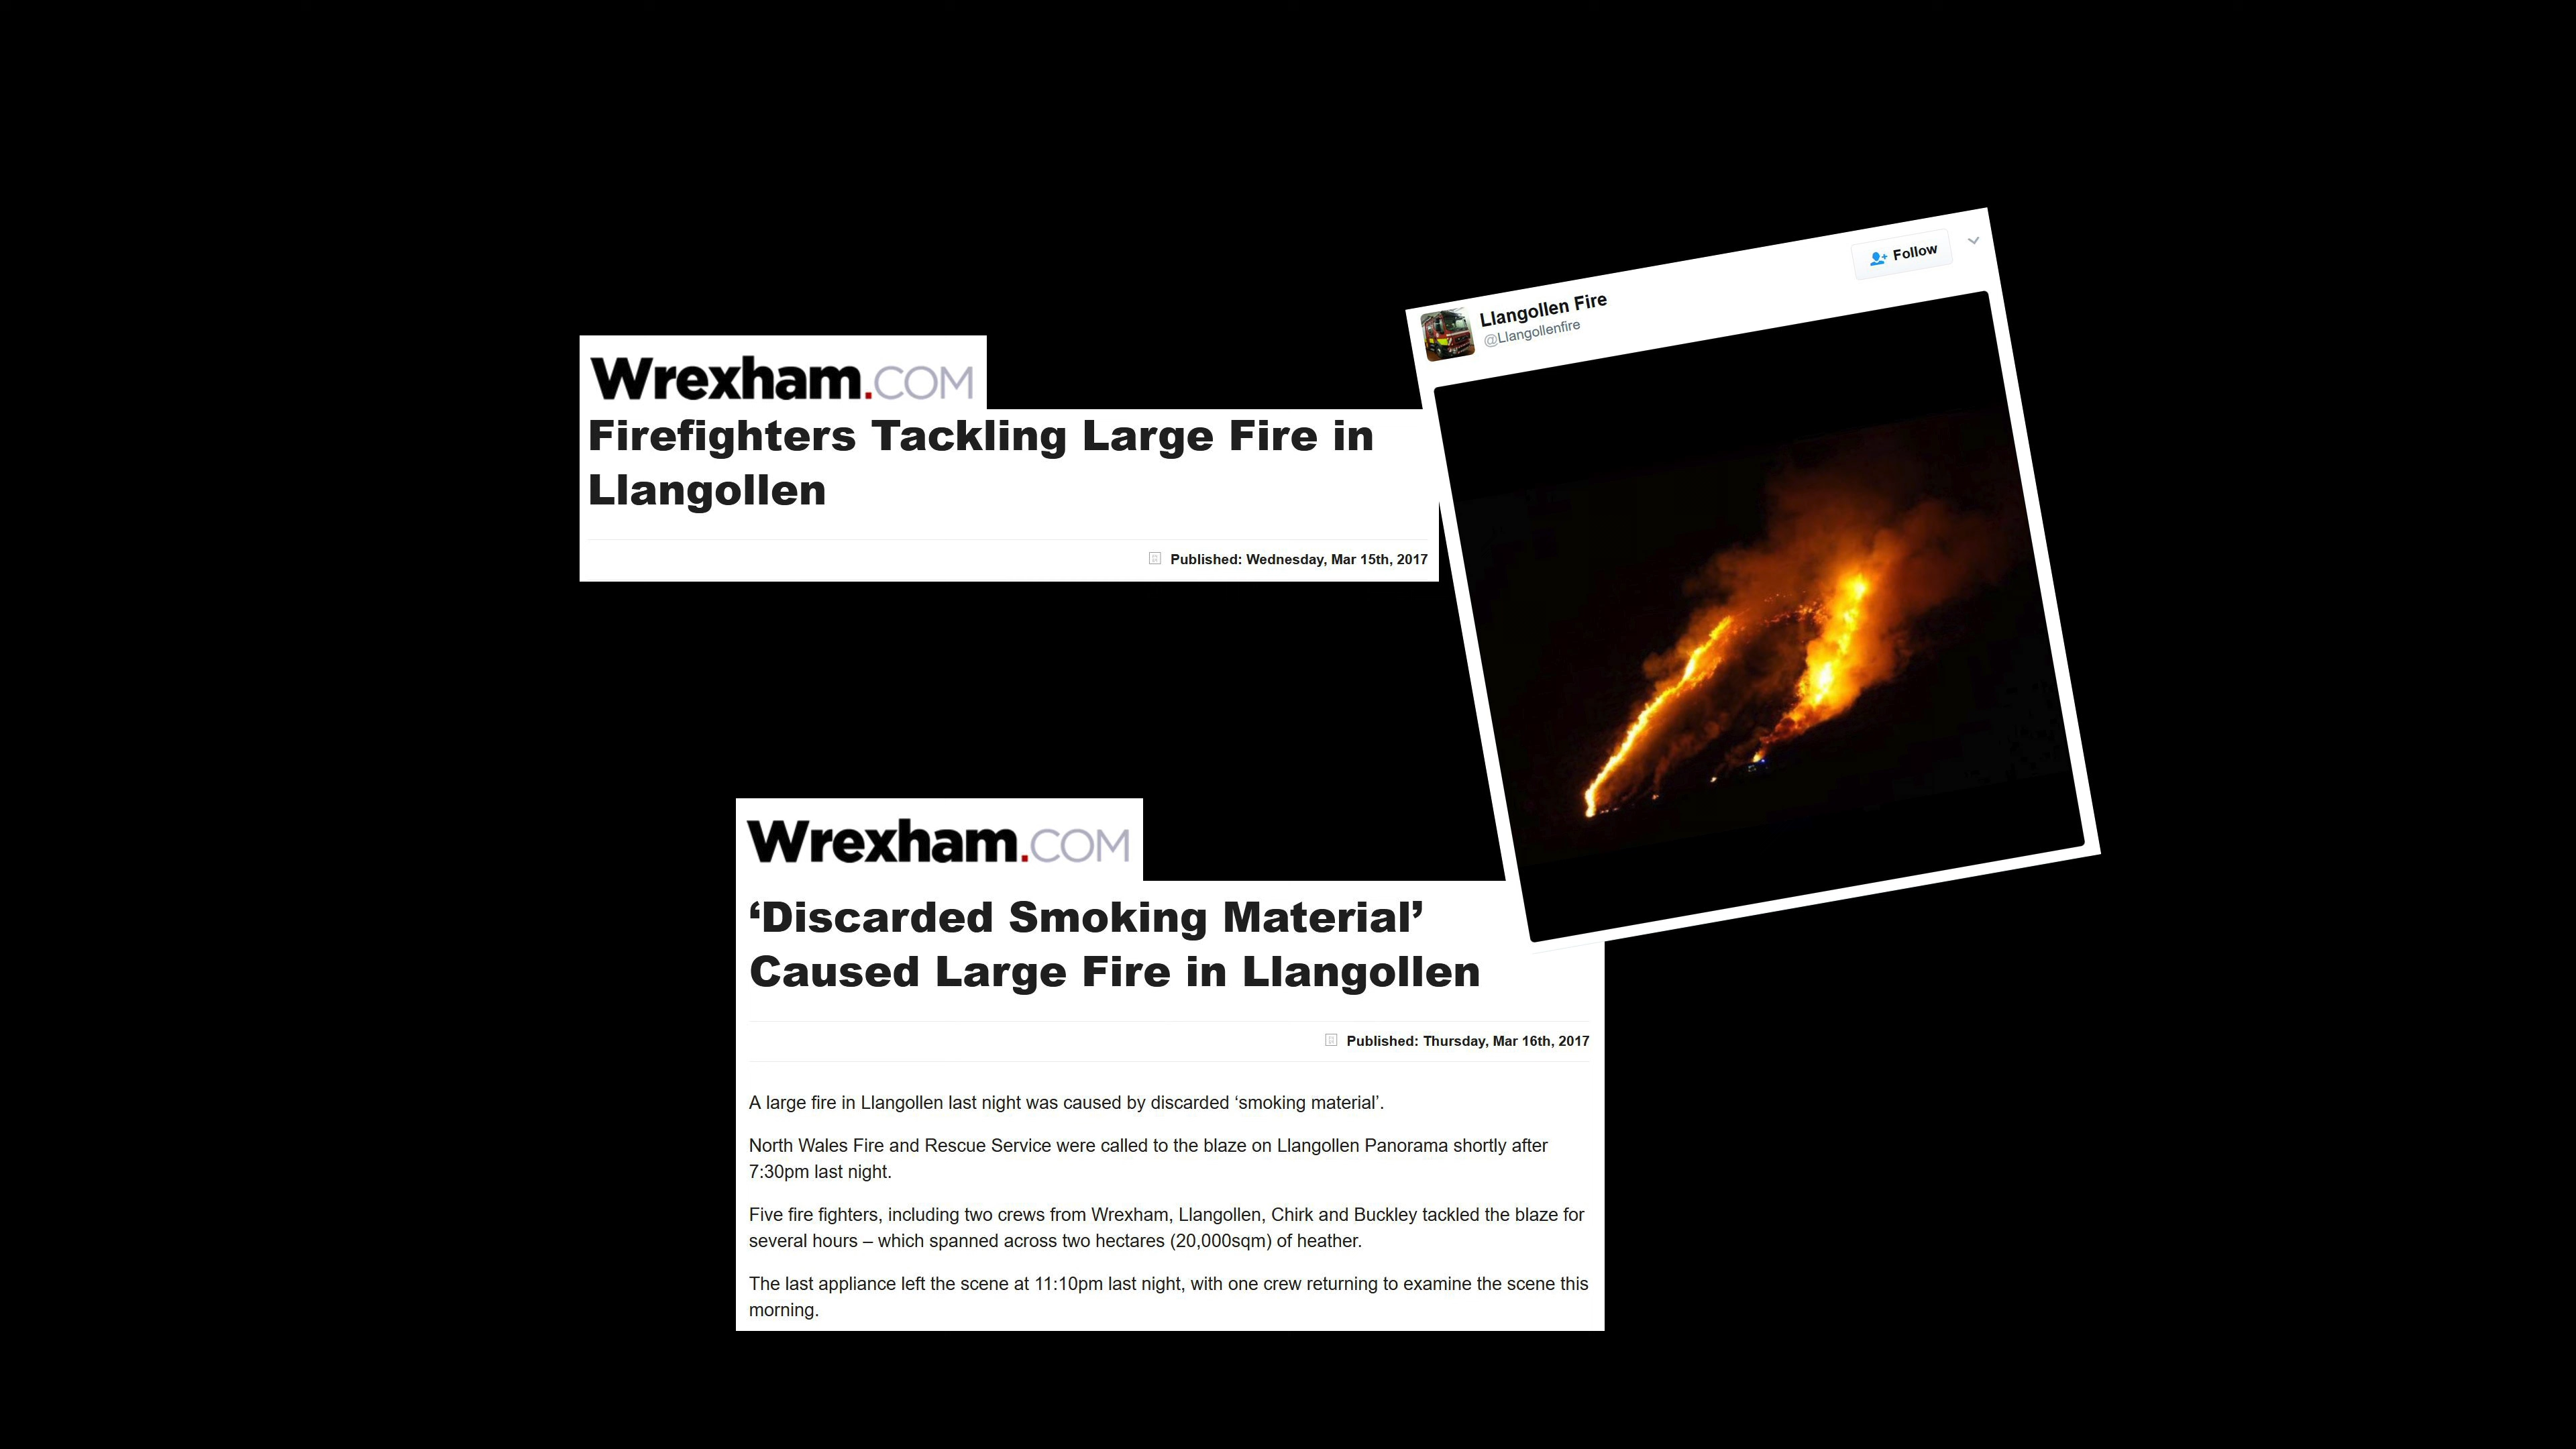 Wrexham.COM
Firefighters Tackling Large Fire in
Llangollen
Published: Wednesday, Mar 15th, 2017
Follow
Llangollen Fire
@Llangollenfire
Wrexham.COM
‘Discarded Smoking Material’
Caused Large Fire in Llangollen
Published: Thursday, Mar 16th, 2017
A large fire in Llangollen last night was caused by discarded ‘smoking material’.
North Wales Fire and Rescue Service were called to the blaze on Llangollen Panorama shortly after
7:30pm last night.
Five fire fighters, including two crews from Wrexham, Llangollen, Chirk and Buckley tackled the blaze for
several hours – which spanned across two hectares (20,000sqm) of heather.
The last appliance left the scene at 11:10pm last night, with one crew returning to examine the scene this
morning.